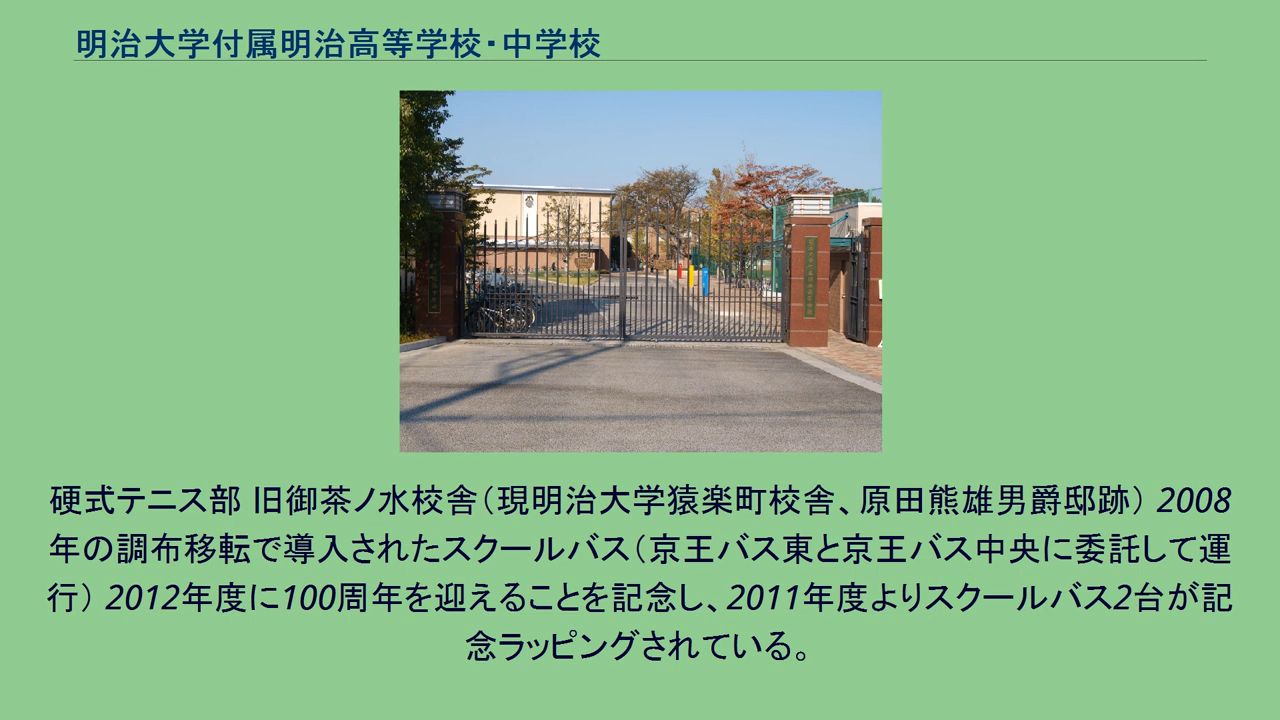 明治大学付属明治高等学校・中学校
硬式テニス部 旧御茶ノ水校舎（現明治大学猿楽町校舎、原田熊雄男爵邸跡） 2008
年の調布移転で導入されたスクールバス（京王バス東と京王バス中央に委託して運
行） 2012年度に100周年を迎えることを記念し、2011年度よりスクールバス2台が記
念ラッピングされている。